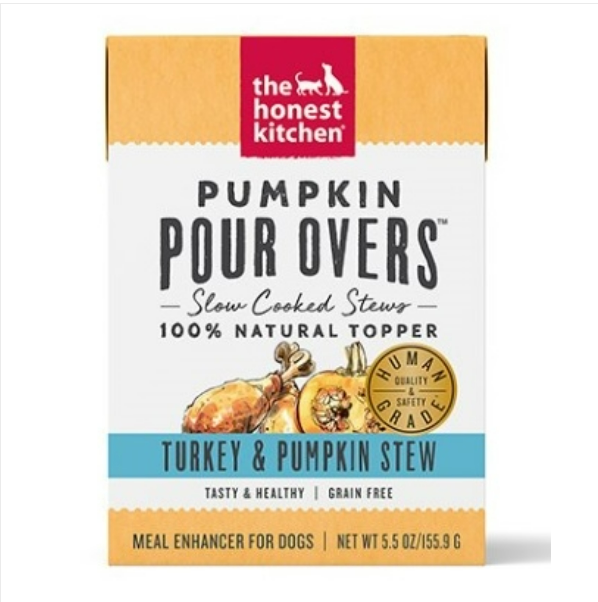 the
honest
kitchen®
PUMPKIN
POUR OVERS™
— Slow Cooked Stews —
100% NATURAL TOPPER
HUMAN
QUALITY
&
SAFETY
GRADE
TURKEY & PUMPKIN STEW
TASTY & HEALTHY | GRAIN FREE
MEAL ENHANCER FOR DOGS | NET WT 5.5 OZ/155.9 G